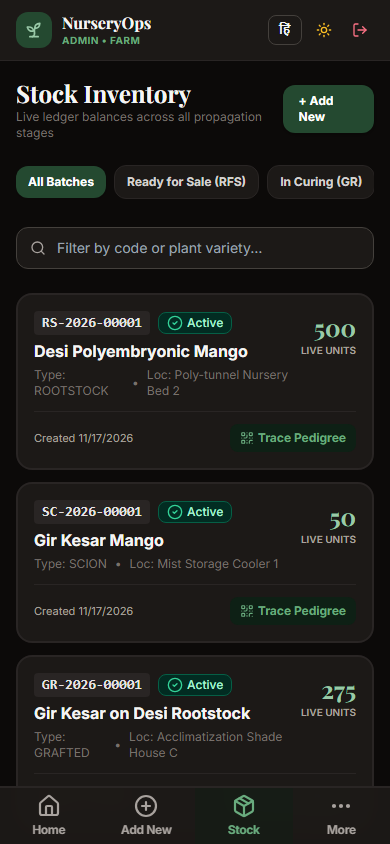 NurseryOps
ADMIN • FARM
हि
Stock Inventory
Live ledger balances across all propagation
stages
+ Add
New
All Batches
Ready for Sale (RFS)
In Curing (GR)
Filter by code or plant variety...
RS-2026-00001
Active
500
LIVE UNITS
Desi Polyembryonic Mango
Type:
ROOTSTOCK
•
Loc: Poly-tunnel Nursery
Bed 2
Created 11/17/2026
Trace Pedigree
SC-2026-00001
Active
50
LIVE UNITS
Gir Kesar Mango
Type: SCION • Loc: Mist Storage Cooler 1
Created 11/17/2026
Trace Pedigree
GR-2026-00001
Active
275
LIVE UNITS
Gir Kesar on Desi Rootstock
Type:
GRAFTED
•
Loc: Acclimatization Shade
House C
Home
Add New
Stock
More